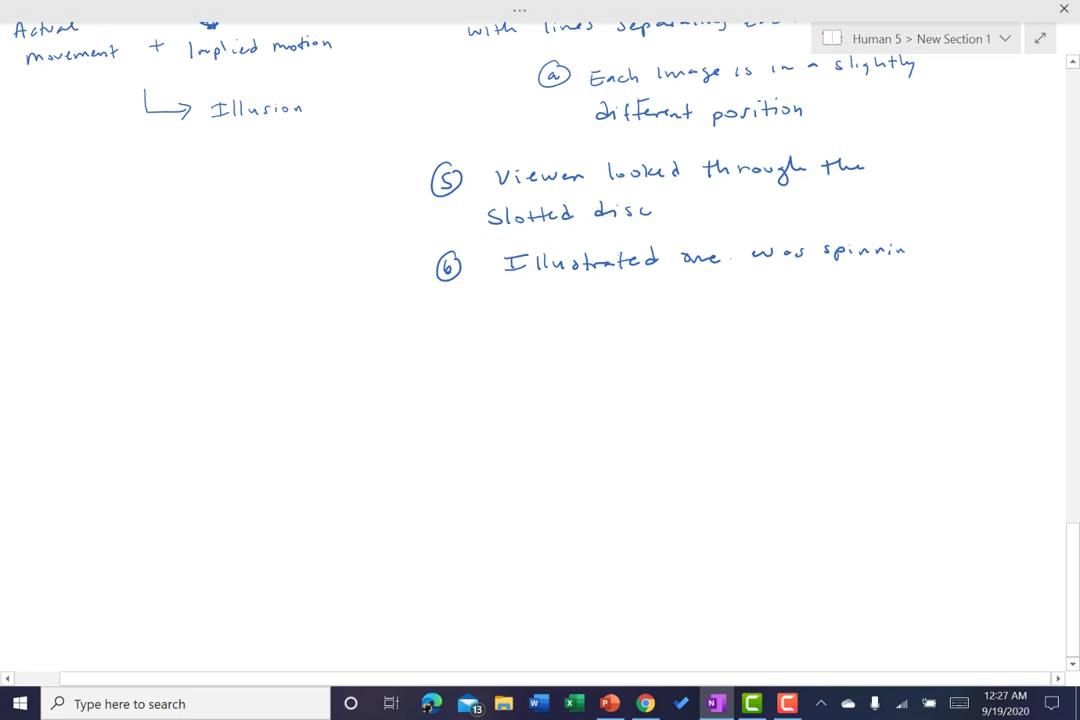 Actual
movement + Implied motion
Illusion
with lines separating
Human 5 > New Section 1
a Each image is in a slightly
different position
5 Viewer looked through the
slotted disc
6 Illustrated one was spinnin
13
Type here to search
12:27 AM
9/19/2020